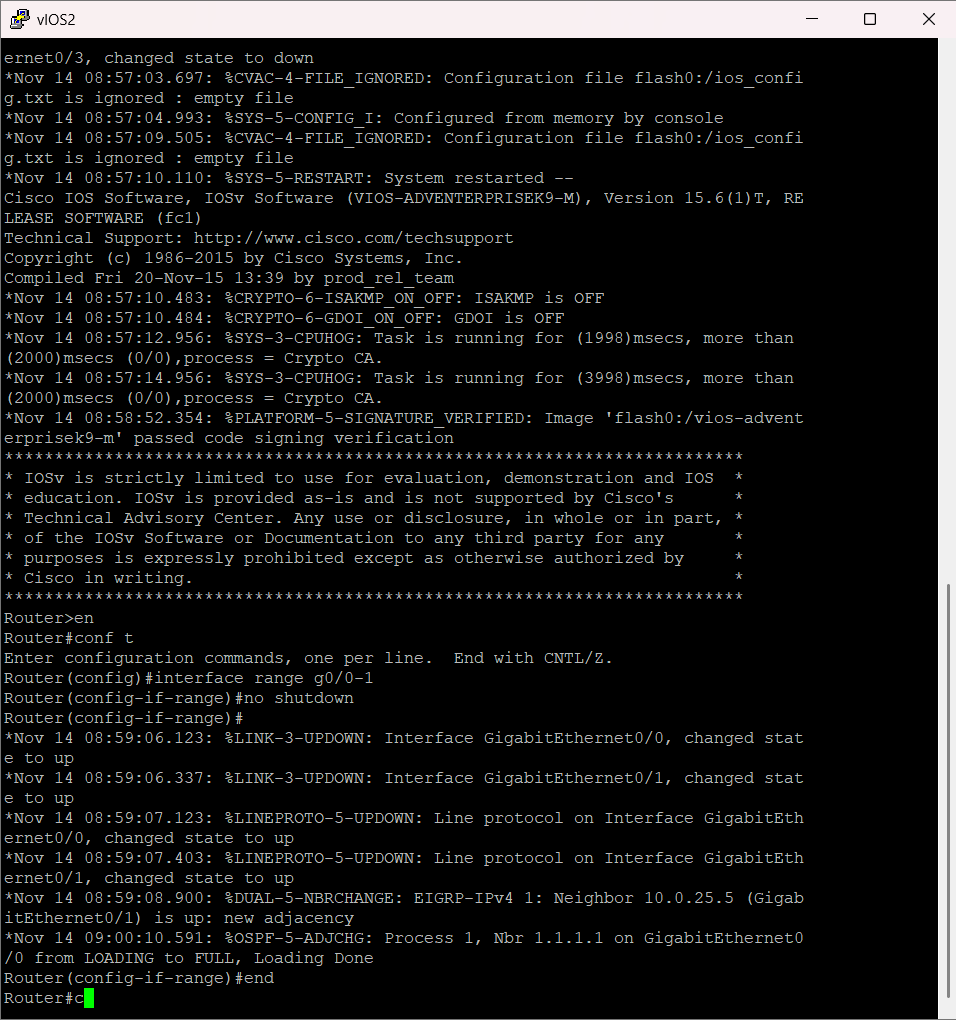 vIOS2
ernet0/3, changed state to down
*Nov 14 08:57:03.697: %CVAC-4-FILE_IGNORED: Configuration file flash0:/ios_confi
g.txt is ignored : empty file
*Nov 14 08:57:04.993: %SYS-5-CONFIG_I: Configured from memory by console
*Nov 14 08:57:09.505: %CVAC-4-FILE_IGNORED: Configuration file flash0:/ios_confi
g.txt is ignored : empty file
*Nov 14 08:57:10.110: %SYS-5-RESTART: System restarted --
Cisco IOS Software, IOSv Software (VIOS-ADVENTERPRISEK9-M), Version 15.6(1)T, RE
LEASE SOFTWARE (fc1)
Technical Support: http://www.cisco.com/techsupport
Copyright (c) 1986-2015 by Cisco Systems, Inc.
Compiled Fri 20-Nov-15 13:39 by prod_rel_team
*Nov 14 08:57:10.483: %CRYPTO-6-ISAKMP_ON_OFF: ISAKMP is OFF
*Nov 14 08:57:10.484: %CRYPTO-6-GDOI_ON_OFF: GDOI is OFF
*Nov 14 08:57:12.956: %SYS-3-CPUHOG: Task is running for (1998)msecs, more than
(2000)msecs (0/0),process = Crypto CA.
*Nov 14 08:57:14.956: %SYS-3-CPUHOG: Task is running for (3998)msecs, more than
(2000)msecs (0/0),process = Crypto CA.
*Nov 14 08:58:52.354: %PLATFORM-5-SIGNATURE_VERIFIED: Image 'flash0:/vios-advent
erprisek9-m' passed code signing verification
**************************************************************************
* IOSv is strictly limited to use for evaluation, demonstration and IOS  *
* education. IOSv is provided as-is and is not supported by Cisco's      *
* Technical Advisory Center. Any use or disclosure, in whole or in part, *
* of the IOSv Software or Documentation to any third party for any       *
* purposes is expressly prohibited except as otherwise authorized by     *
* Cisco in writing.                                                      *
**************************************************************************
Router>en
Router#conf t
Enter configuration commands, one per line.  End with CNTL/Z.
Router(config)#interface range g0/0-1
Router(config-if-range)#no shutdown
Router(config-if-range)#
*Nov 14 08:59:06.123: %LINK-3-UPDOWN: Interface GigabitEthernet0/0, changed stat
e to up
*Nov 14 08:59:06.337: %LINK-3-UPDOWN: Interface GigabitEthernet0/1, changed stat
e to up
*Nov 14 08:59:07.123: %LINEPROTO-5-UPDOWN: Line protocol on Interface GigabitEth
ernet0/0, changed state to up
*Nov 14 08:59:07.403: %LINEPROTO-5-UPDOWN: Line protocol on Interface GigabitEth
ernet0/1, changed state to up
*Nov 14 08:59:08.900: %DUAL-5-NBRCHANGE: EIGRP-IPv4 1: Neighbor 10.0.25.5 (Gigab
itEthernet0/1) is up: new adjacency
*Nov 14 09:00:10.591: %OSPF-5-ADJCHG: Process 1, Nbr 1.1.1.1 on GigabitEthernet0
/0 from LOADING to FULL, Loading Done
Router(config-if-range)#end
Router#c